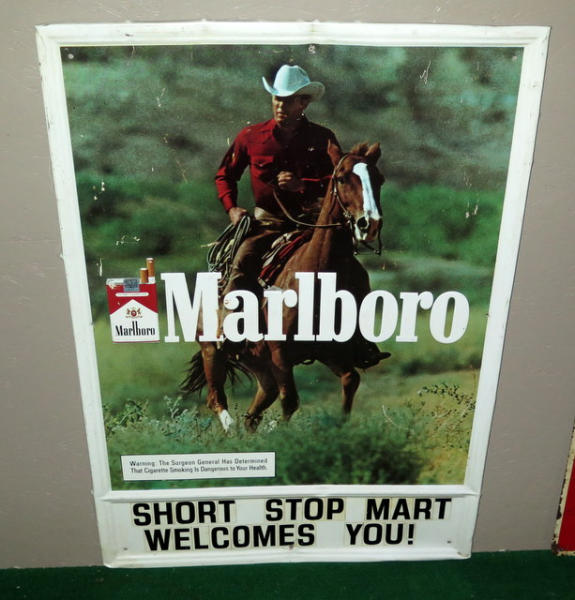 Marlboro
Marlboro
Warning: The Surgeon General Has Determined
That Cigarette Smoking Is Dangerous to Your Health.
SHORT STOP MART
WELCOMES YOU!